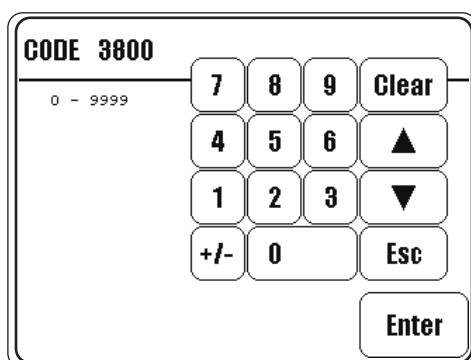 CODE 3800
0 - 9999
7 8 9 Clear
4 5 6 ▲
1 2 3 ▼
+/- 0 Esc
Enter